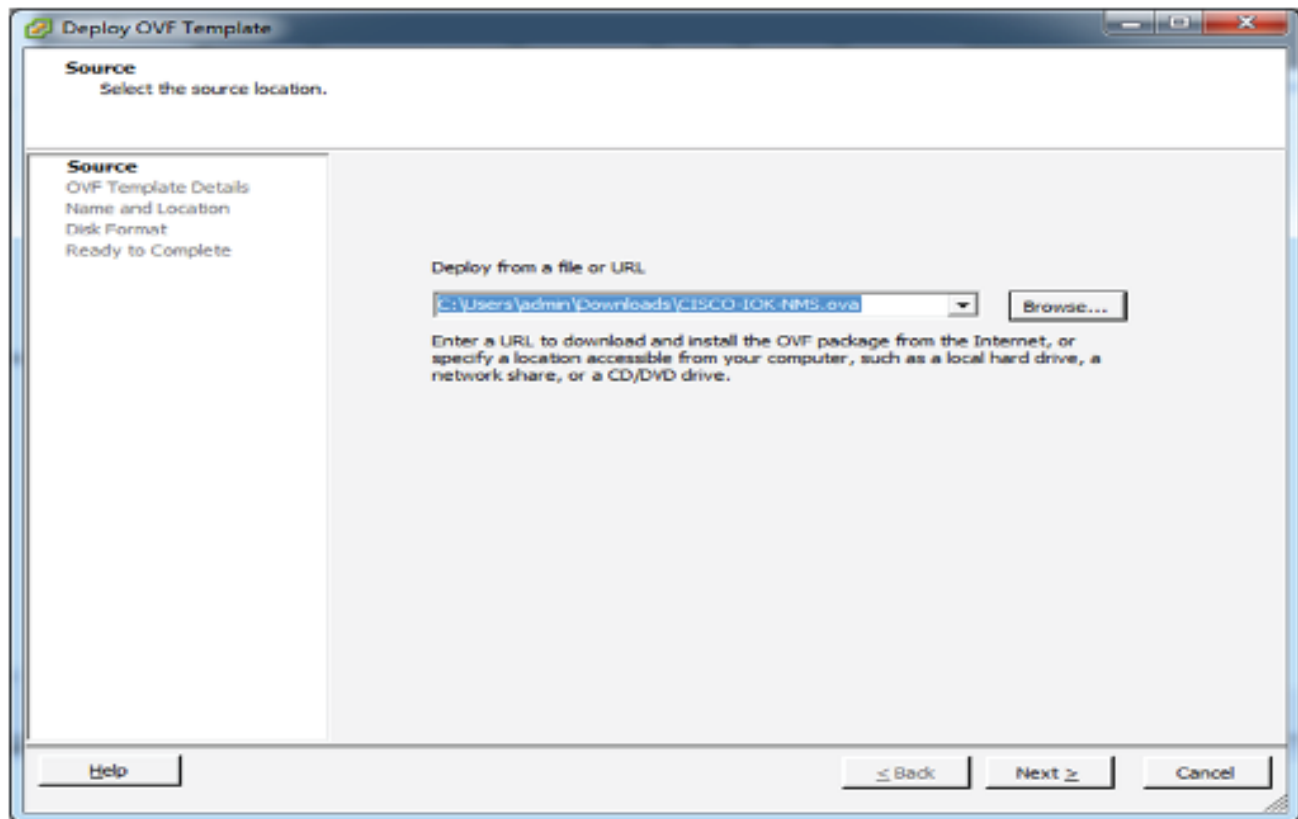 Deploy OVF Template
Source
Select the source location.
Source
OVF Template Details
Name and Location
Disk Format
Ready to Complete
Deploy from a file or URL
C:\Users\admin\Downloads\CISCO-IOK-NMS.ova
Browse...
Enter a URL to download and install the OVF package from the Internet, or
specify a location accessible from your computer, such as a local hard drive, a
network share, or a CD/DVD drive.
Help
< Back
Next >
Cancel